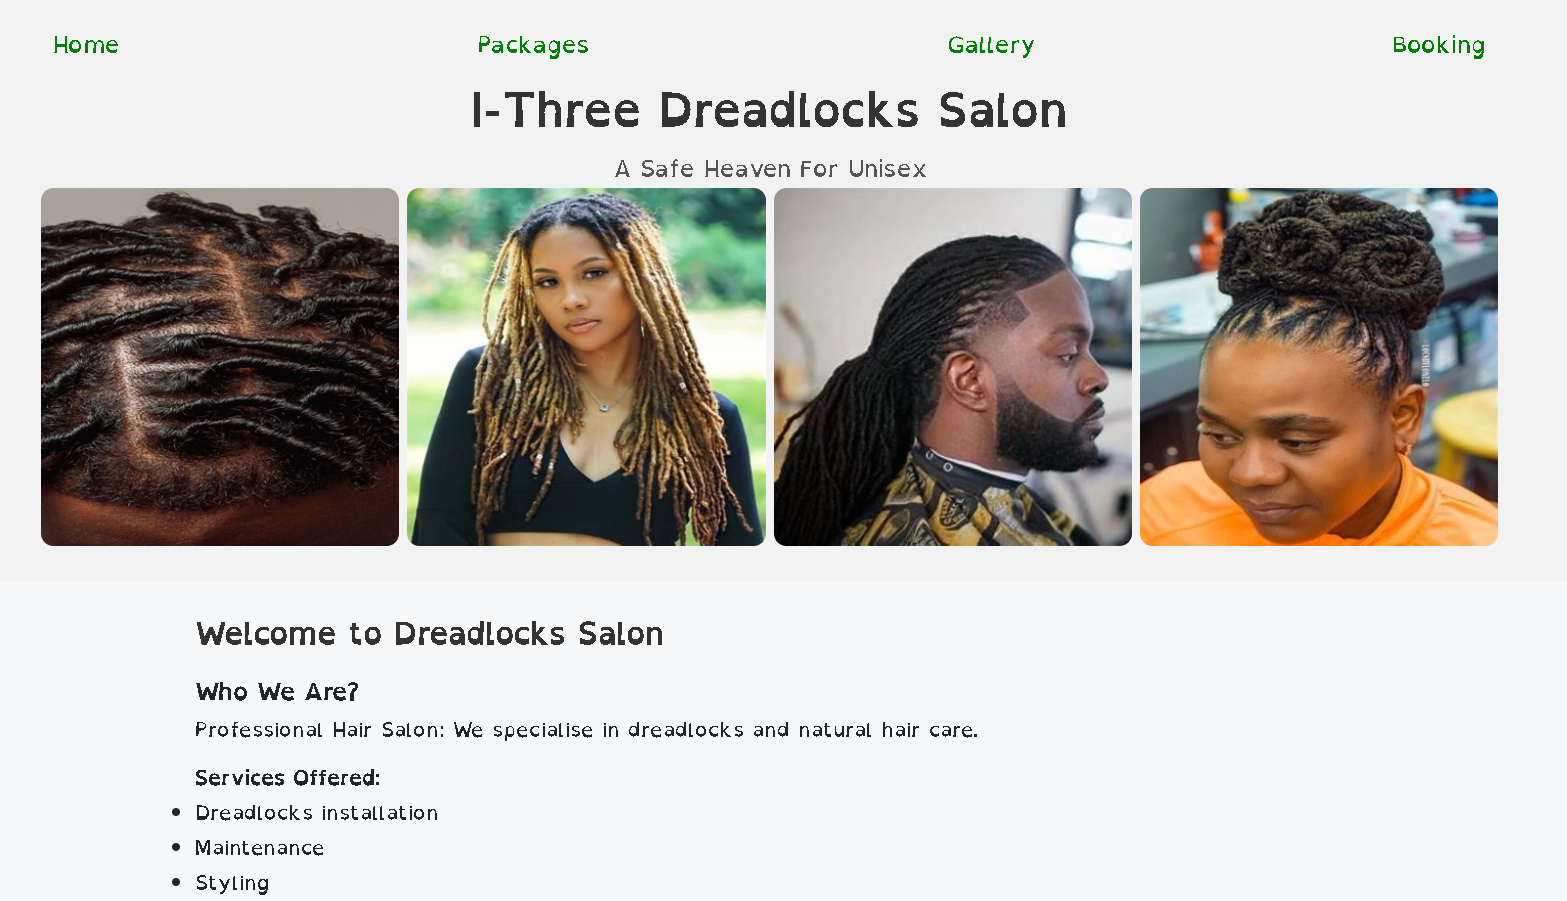 Home Packages Gallery Booking
I-Three Dreadlocks Salon
A Safe Heaven For Unisex
Welcome to Dreadlocks Salon
Who We Are?
Professional Hair Salon: We specialise in dreadlocks and natural hair care.
Services Offered:
Dreadlocks installation
Maintenance
Styling